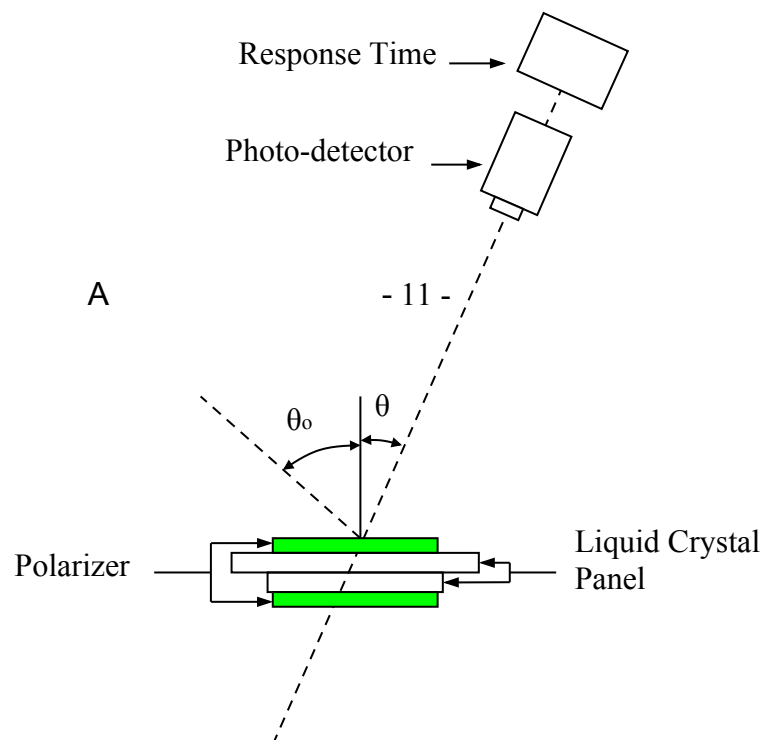 Response Time
Photo-detector
A
- 11 -
θo
θ
Polarizer
Liquid Crystal
Panel